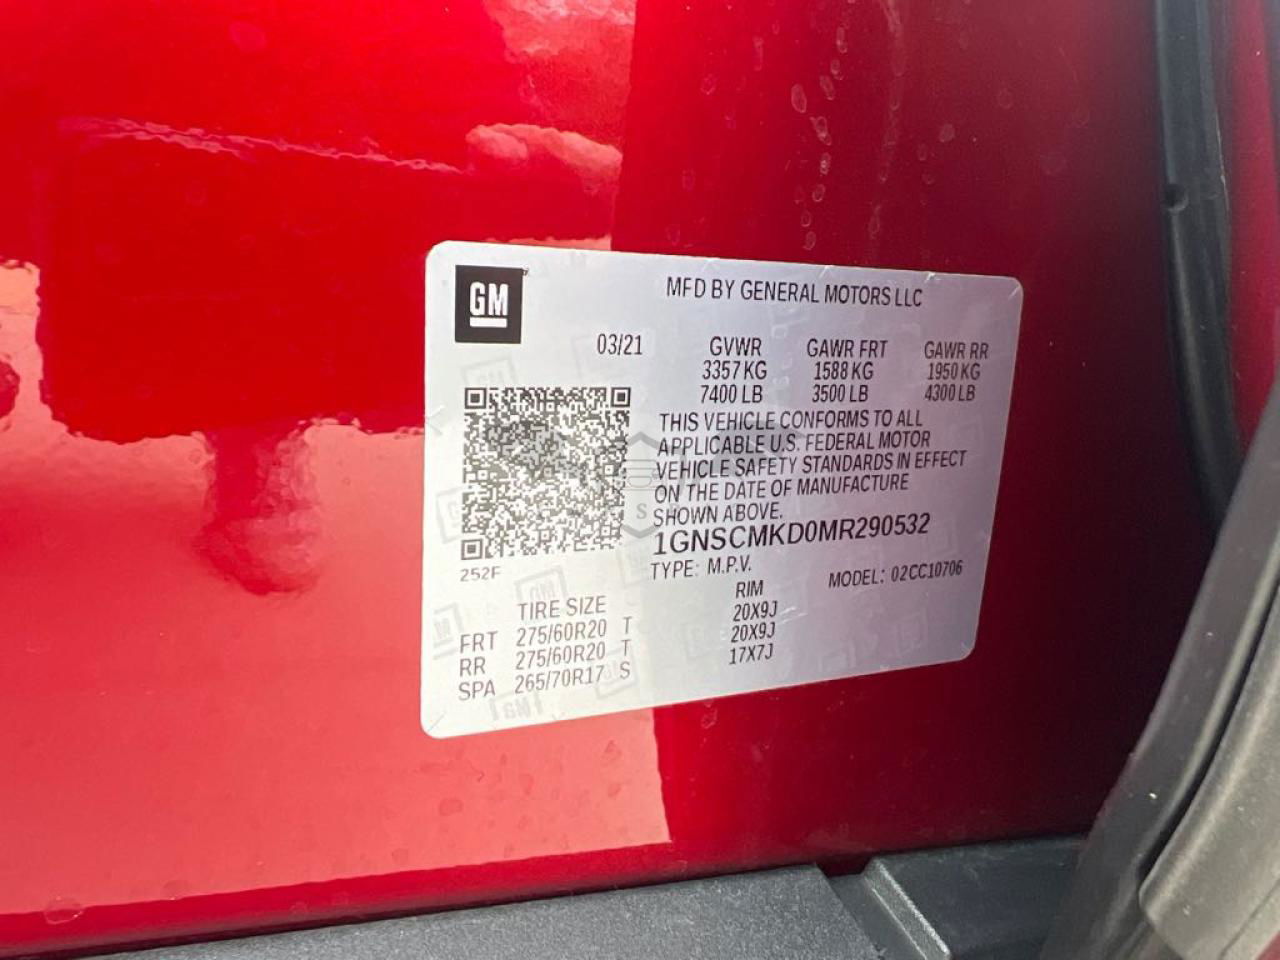 GM
MFD BY GENERAL MOTORS LLC
03/21 GVWR GAWR FRT GAWR RR
3357 KG 1588 KG 1950 KG
7400 LB 3500 LB 4300 LB
THIS VEHICLE CONFORMS TO ALL
APPLICABLE U.S. FEDERAL MOTOR
VEHICLE SAFETY STANDARDS IN EFFECT
ON THE DATE OF MANUFACTURE
SHOWN ABOVE.
1GNSCMKD0MR290532
252F
TYPE: M.P.V. MODEL: 02CC10706
TIRE SIZE RIM
FRT 275/60R20 T 20X9J
RR 275/60R20 T 20X9J
SPA 265/70R17 S 17X7J